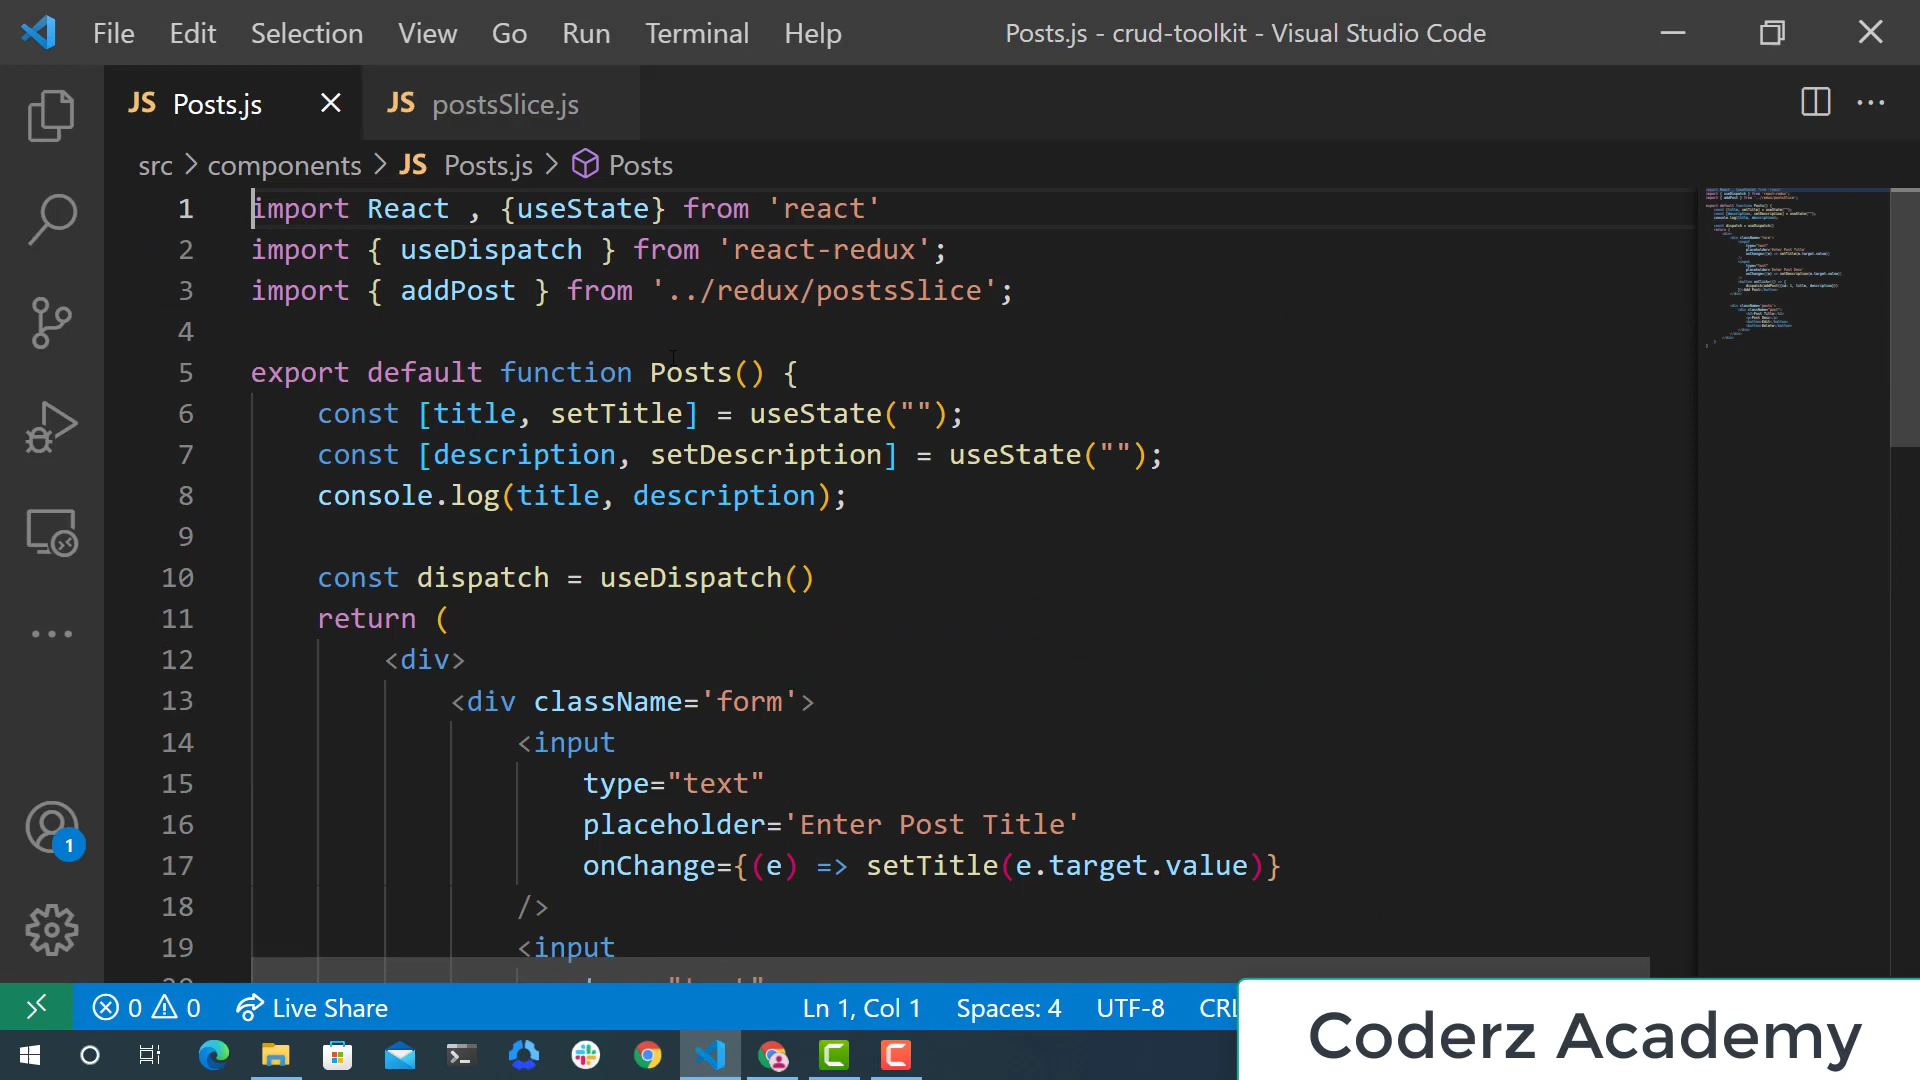 File Edit Selection View Go Run Terminal Help Posts.js - crud-toolkit - Visual Studio Code
JS Posts.js JS postsSlice.js
src > components > JS Posts.js > Posts
1 import React , {useState} from 'react'
2 import { useDispatch } from 'react-redux';
3 import { addPost } from '../redux/postsSlice';
4
5 export default function Posts() {
6 const [title, setTitle] = useState("");
7 const [description, setDescription] = useState("");
8 console.log(title, description);
9
10 const dispatch = useDispatch()
11 return (
12 <div>
13 <div className='form'>
14 <input
15 type="text"
16 placeholder='Enter Post Title'
17 onChange={(e) => setTitle(e.target.value)}
18 />
19 <input
1
0 0 Live Share Ln 1, Col 1 Spaces: 4 UTF-8
Coderz Academy